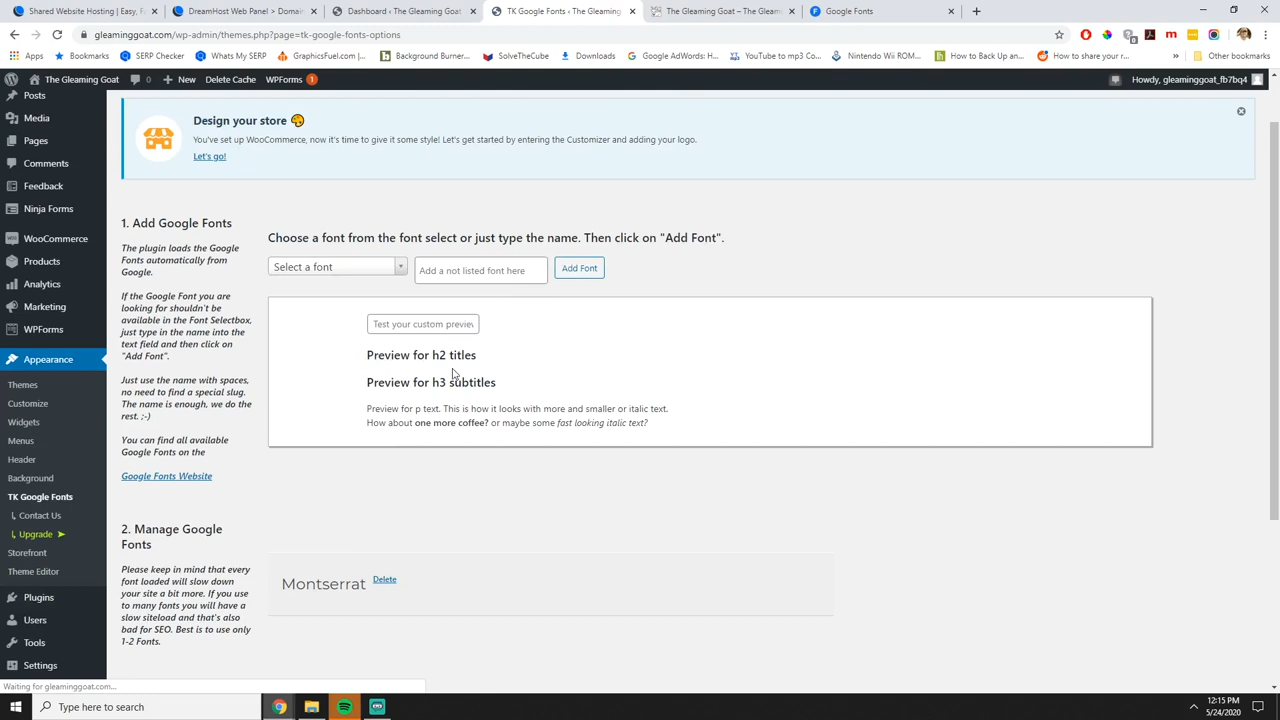 Shared Website Hosting | Easy, F
DreamHost Web Panel > Domain
Dashboard ‹ The Gleaming Goat
TK Google Fonts ‹ The Gleaming
The Gleaming Goat – The Gleami
Google Fonts
gleaminggoat.com/wp-admin/themes.php?page=tk-google-fonts-options
Apps
Bookmarks
SERP Checker
Whats My SERP
GraphicsFuel.com |...
Background Burner...
SolveTheCube
Downloads
Google AdWords: K...
YouTube to mp3 Co...
Nintendo Wii ROM...
How to Back Up an...
How to share your r...
»
Other bookmarks
The Gleaming Goat
0
New
Delete Cache
WPForms 1
Howdy, gleaminggoat_fb7bq4
Posts
Media
Pages
Comments
Feedback
Ninja Forms
WooCommerce
Products
Analytics
Marketing
WPForms
Appearance
Themes
Customize
Widgets
Menus
Header
Background
TK Google Fonts
↳ Contact Us
↳ Upgrade ➤
Storefront
Theme Editor
Plugins
Users
Tools
Settings
Design your store
You've set up WooCommerce, now it's time to give it some style! Let's get started by entering the Customizer and adding your logo.
Let's go!
1. Add Google Fonts
The plugin loads the Google
Fonts automatically from
Google.
If the Google Font you are
looking for shouldn't be
available in the Font Selectbox,
just type in the name into the
text field and then click on
"Add Font".
Just use the name with spaces,
no need to find a special slug.
The name is enough, we do the
rest. ;-)
You can find all available
Google Fonts on the
Google Fonts Website
Choose a font from the font select or just type the name. Then click on "Add Font".
Select a font
Add a not listed font here
Add Font
Test your custom preview
Preview for h2 titles
Preview for h3 subtitles
Preview for p text. This is how it looks with more and smaller or italic text.
How about one more coffee? or maybe some fast looking italic text?
2. Manage Google
Fonts
Please keep in mind that every
font loaded will slow down
your site a bit more. If you use
to many fonts you will have a
slow siteload and that's also
bad for SEO. Best is to use only
1-2 Fonts.
Montserrat
Delete
Waiting for gleaminggoat.com...
Type here to search
12:15 PM
5/24/2020